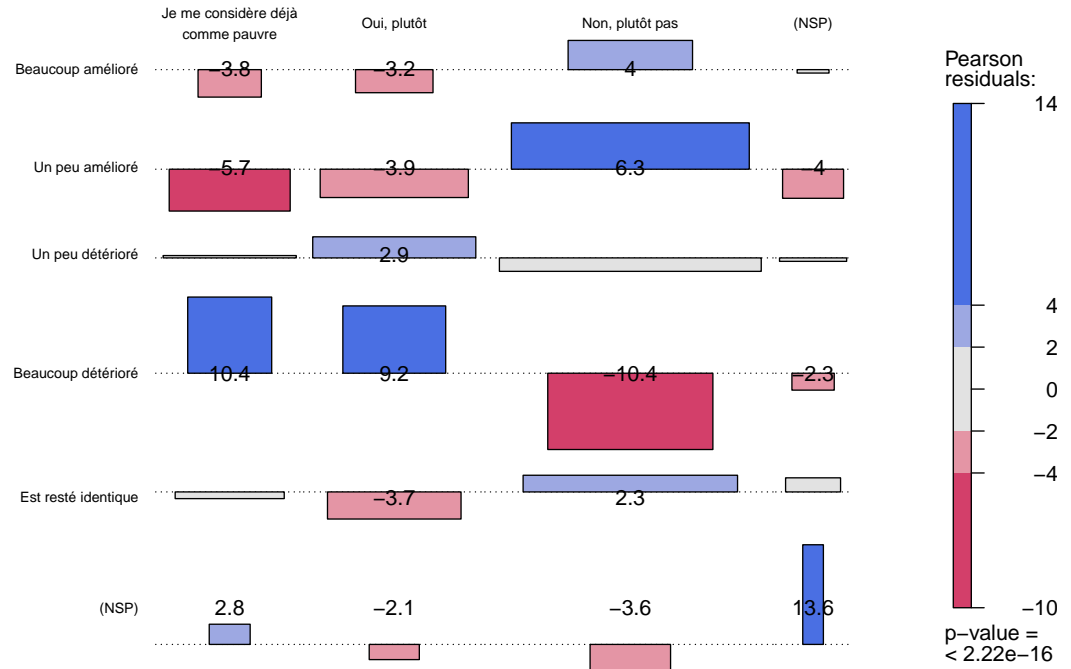 Je me considère déjà
comme pauvre
Oui, plutôt
Non, plutôt pas
(NSP)
Beaucoup amélioré
−3.8
−3.2
4
Un peu amélioré
−5.7
−3.9
6.3
−4
Un peu détérioré
2.9
Beaucoup détérioré
10.4
9.2
−10.4
−2.3
Est resté identique
−3.7
2.3
(NSP)
2.8
−2.1
−3.6
13.6
Pearson
residuals:
14
4
2
0
−2
−4
−10
p−value =
< 2.22e−16